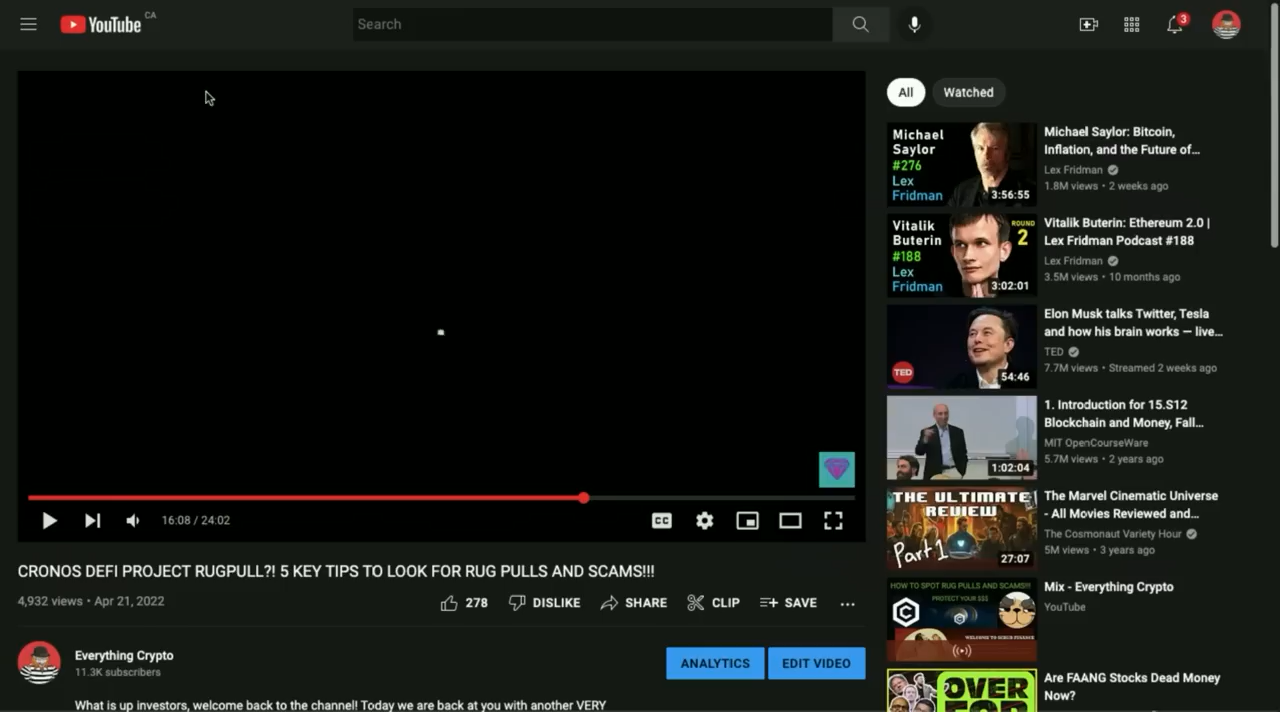 YouTube CA
Search
3
All
Watched
Michael
Saylor
#276
Lex
Fridman
3:56:55
Michael Saylor: Bitcoin,
Inflation, and the Future of...
Lex Fridman
1.8M views • 2 weeks ago
Vitalik
Buterin
#188
Lex
Fridman
ROUND
2
3:02:01
Vitalik Buterin: Ethereum 2.0 |
Lex Fridman Podcast #188
Lex Fridman
3.5M views • 10 months ago
TED
54:46
Elon Musk talks Twitter, Tesla
and how his brain works — live...
TED
7.7M views • Streamed 2 weeks ago
1:02:04
1. Introduction for 15.S12
Blockchain and Money, Fall...
MIT OpenCourseWare
5.7M views • 2 years ago
THE ULTIMATE
REVIEW
Part 1
27:07
The Marvel Cinematic Universe
- All Movies Reviewed and...
The Cosmonaut Variety Hour
5M views • 3 years ago
HOW TO SPOT RUG PULLS AND SCAMS!!!
PROTECT YOUR $$$
Mix - Everything Crypto
YouTube
OVER
FOR
Are FAANG Stocks Dead Money
Now?
16:08 / 24:02
CC
CRONOS DEFI PROJECT RUGPULL?! 5 KEY TIPS TO LOOK FOR RUG PULLS AND SCAMS!!!
4,932 views • Apr 21, 2022
278
DISLIKE
SHARE
CLIP
SAVE
Everything Crypto
11.3K subscribers
ANALYTICS
EDIT VIDEO
What is up investors, welcome back to the channel! Today we are back at you with another VERY